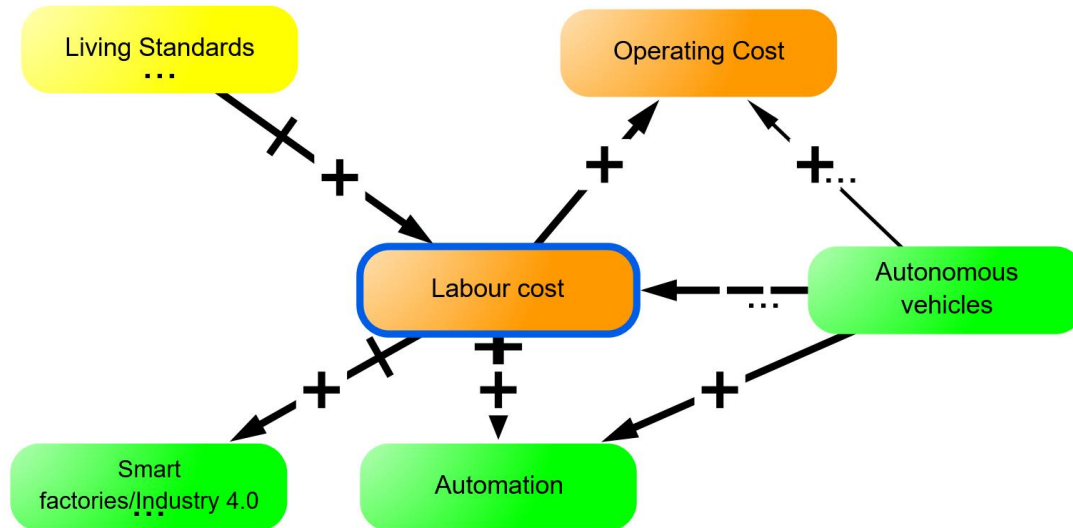 Living Standards
...
Operating Cost
+
+
+...
Labour cost
...
Autonomous
vehicles
+
+
+
Smart
factories/Industry 4.0
...
Automation